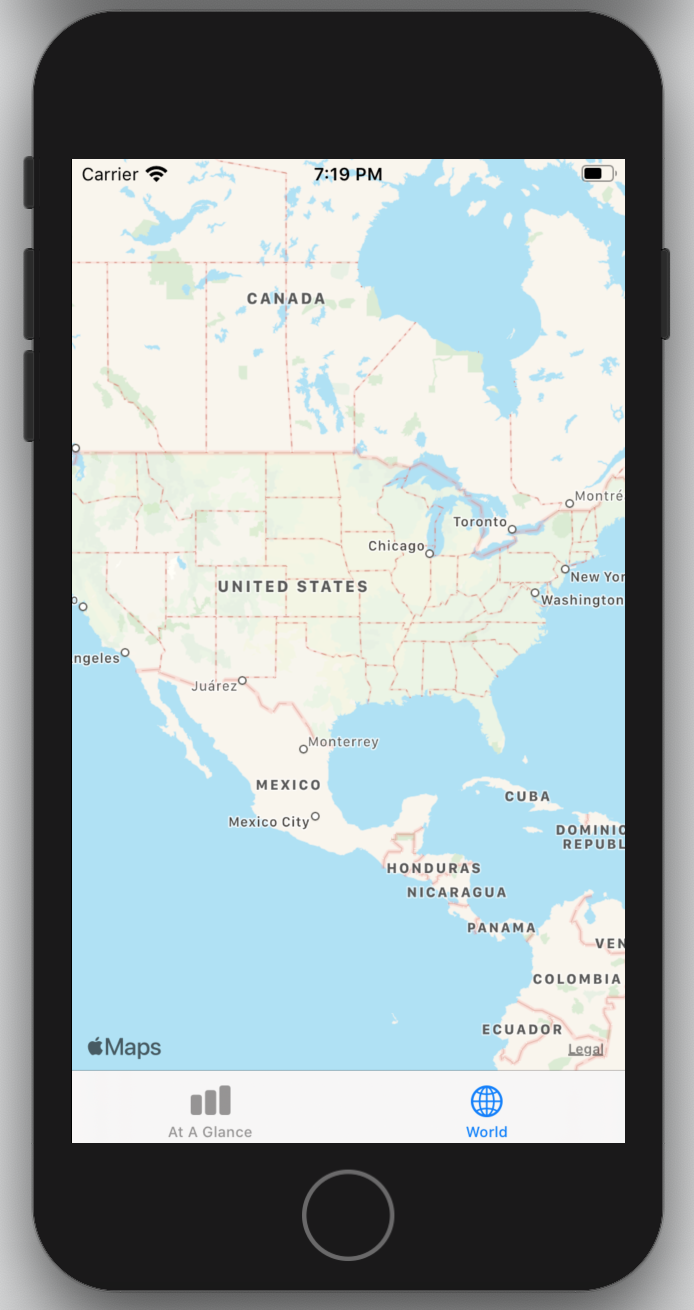 Carrier
7:19 PM
CANADA
Montré
Toronto
Chicago
New Yor
UNITED STATES
Washington
o
ngeles
Juárez
Monterrey
MEXICO
CUBA
Mexico City
DOMINIC
REPUBL
HONDURAS
NICARAGUA
PANAMA
VEN
COLOMBIA
ECUADOR
Maps
Legal
At A Glance
World